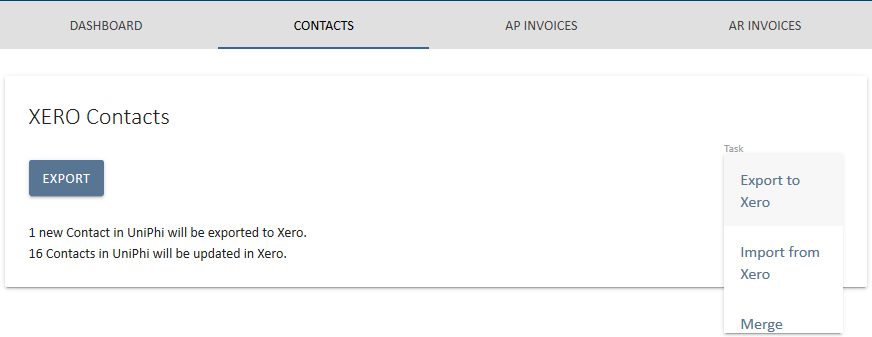 DASHBOARD
CONTACTS
AP INVOICES
AR INVOICES
XERO Contacts
Task
EXPORT
Export to
Xero
1 new Contact in UniPhi will be exported to Xero.
16 Contacts in UniPhi will be updated in Xero.
Import from
Xero
Merge